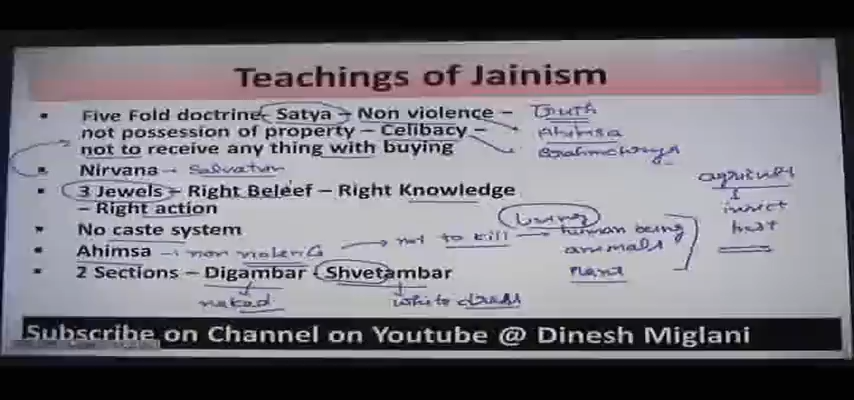 Teachings of Jainism
• Five Fold doctrine- Satya – Non violence – Truth
not possession of property – Celibacy – Ahimsa
not to receive any thing with buying Brahmcharya
• Nirvana → Salvation
• 3 Jewels – Right Beleef – Right Knowledge
– Right action
agricult
↓
insect
hurt
• No caste system
living
• Ahimsa → non violence → not to kill → human being
animals
Plant
• 2 Sections – Digambar – Shvetambar
naked white dress
Subscribe on Channel on Youtube @ Dinesh Miglani